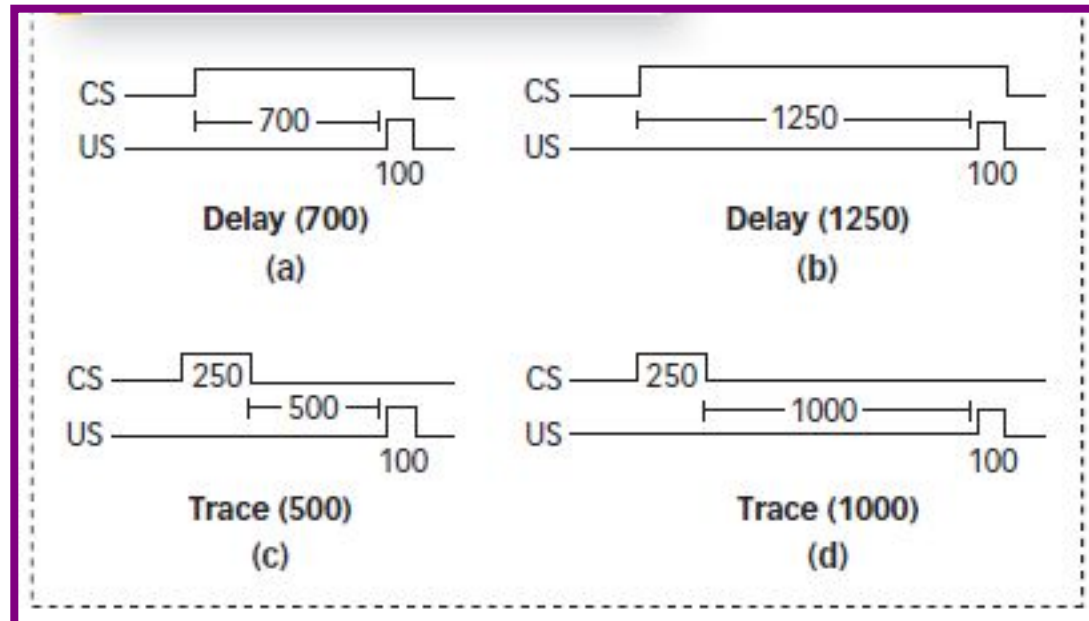 CS
700
US
100
Delay (700)
(a)
CS
1250
US
100
Delay (1250)
(b)
CS
250
500
US
100
Trace (500)
(c)
CS
250
1000
US
100
Trace (1000)
(d)